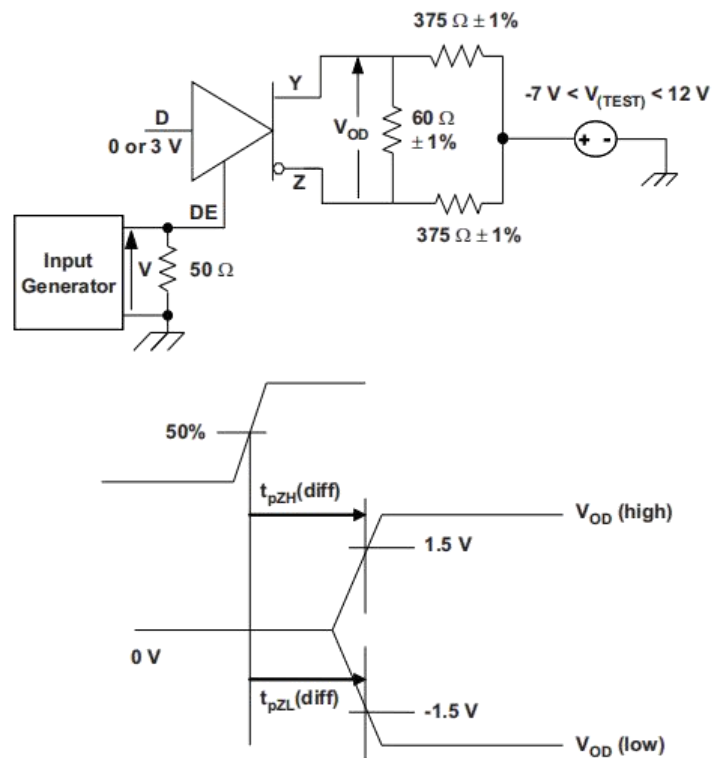 375 Ω ± 1%
Y
-7 V < V(TEST) < 12 V
D
0 or 3 V
VOD
60 Ω
± 1%
+ -
Z
DE
375 Ω ± 1%
Input
Generator
V
50 Ω
50%
tpZH(diff)
VOD (high)
1.5 V
0 V
tpZL(diff)
-1.5 V
VOD (low)